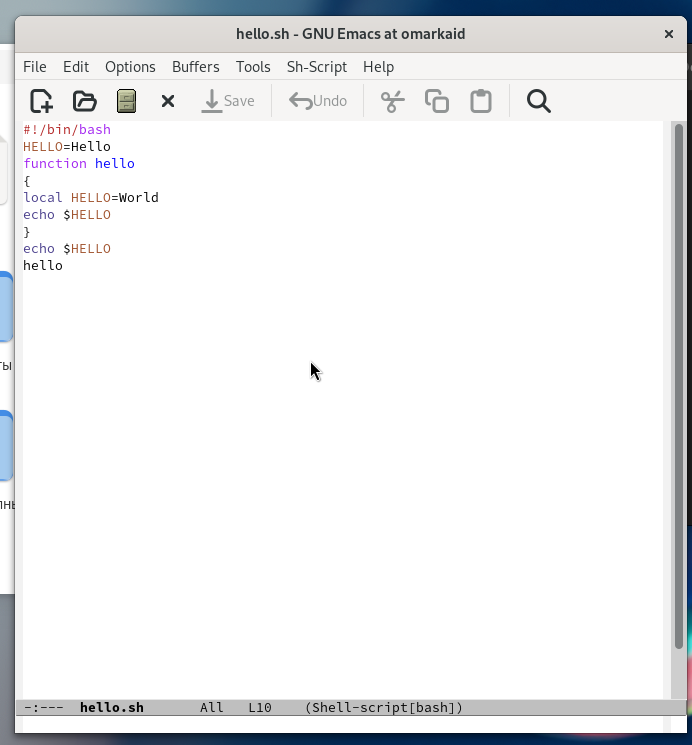 hello.sh - GNU Emacs at omarkaid
File Edit Options Buffers Tools Sh-Script Help
Save Undo
#!/bin/bash
HELLO=Hello
function hello
{
local HELLO=World
echo $HELLO
}
echo $HELLO
hello
-:--- hello.sh All L10 (Shell-script[bash])